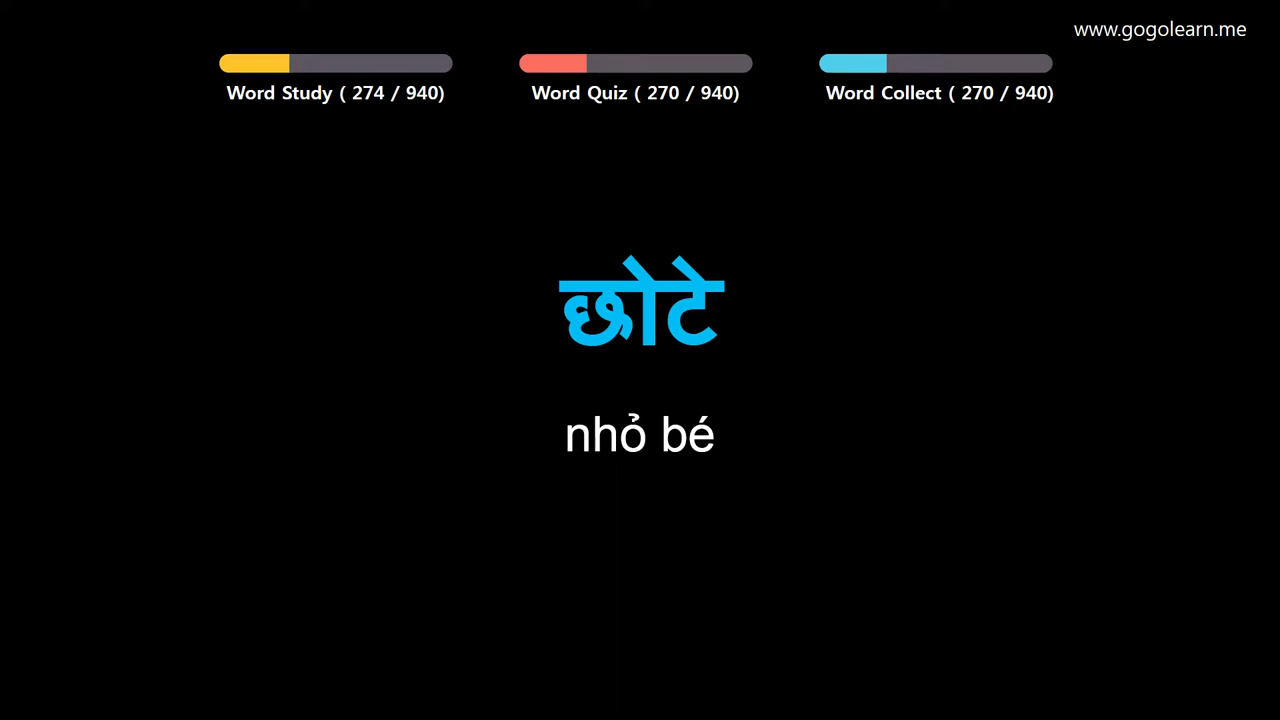 www.gogolearn.me
Word Study ( 274 / 940)
Word Quiz ( 270 / 940)
Word Collect ( 270 / 940)
छोटे
nhỏ bé